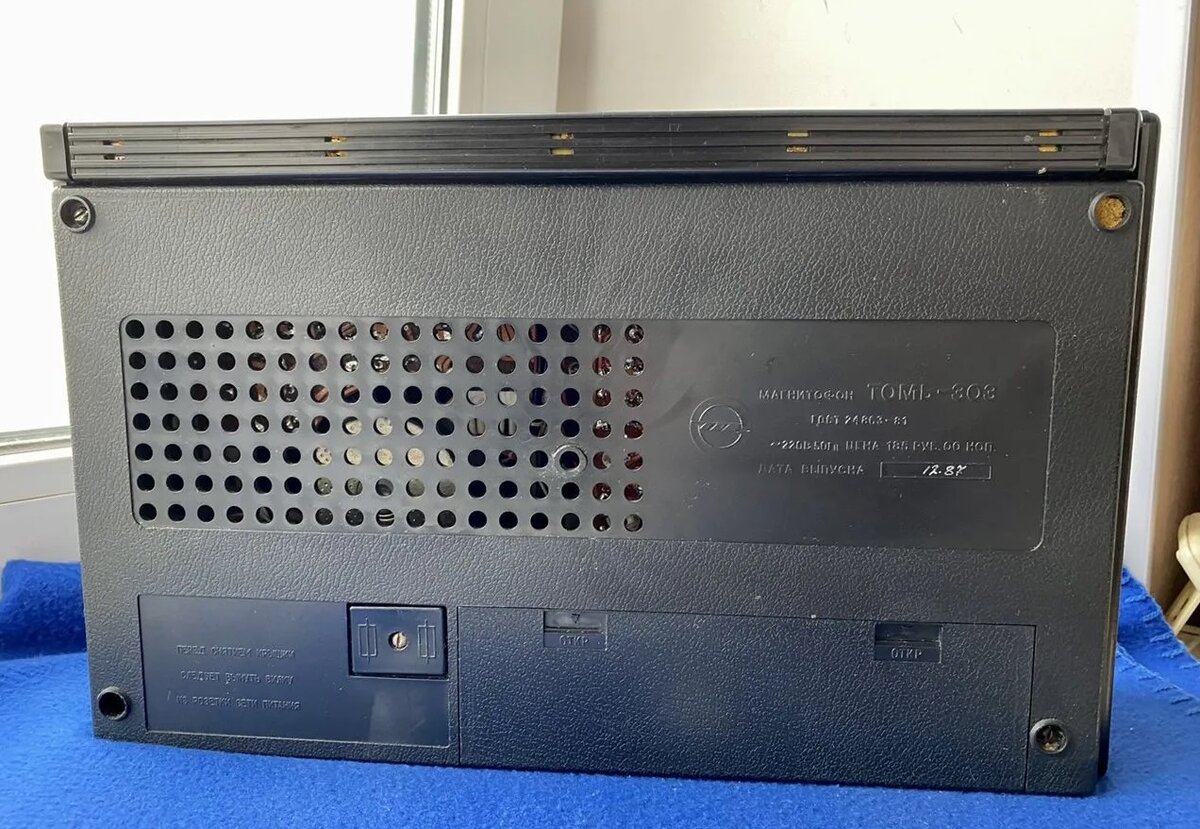 МАГНИТОФОН ТОМЬ-303
ГОСТ 24863-81
~220В 50Гц ЦЕНА 185 РУБ. 00 КОП.
ДАТА ВЫПУСКА 12.87
ОТКР
ОТКР
ПЕРЕД СНЯТИЕМ КРЫШКИ
СЛЕДУЕТ ВЫНУТЬ ВИЛКУ
ИЗ РОЗЕТКИ СЕТИ ПИТАНИЯ